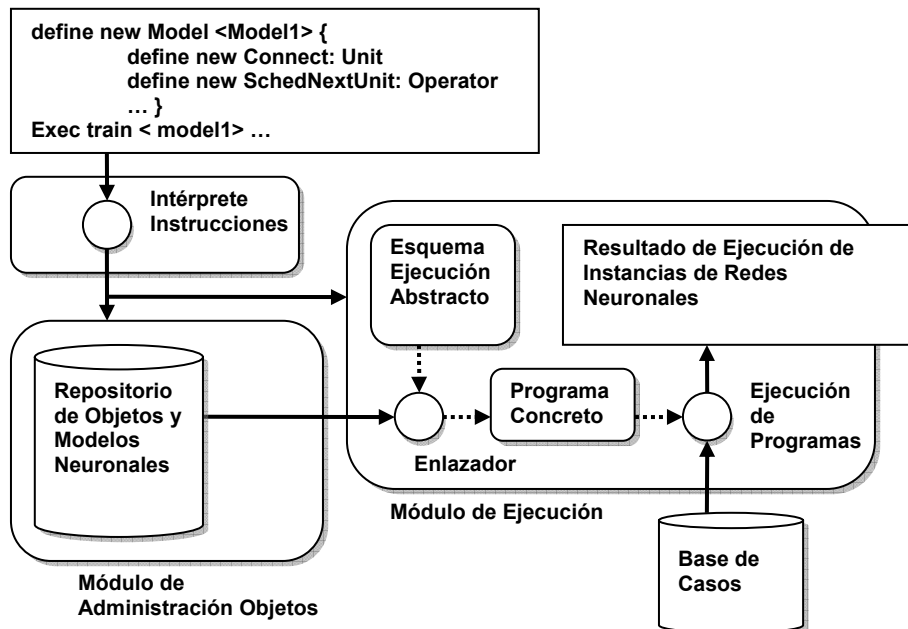 define new Model <Model1> {
define new Connect: Unit
define new SchedNextUnit: Operator
… }
Exec train < model1> …
Intérprete
Instrucciones
Esquema
Ejecución
Abstracto
Resultado de Ejecución de
Instancias de Redes
Neuronales
Repositorio
de Objetos y
Modelos
Neuronales
Programa
Concreto
Ejecución
de
Programas
Enlazador
Módulo de Ejecución
Base de
Casos
Módulo de
Administración Objetos